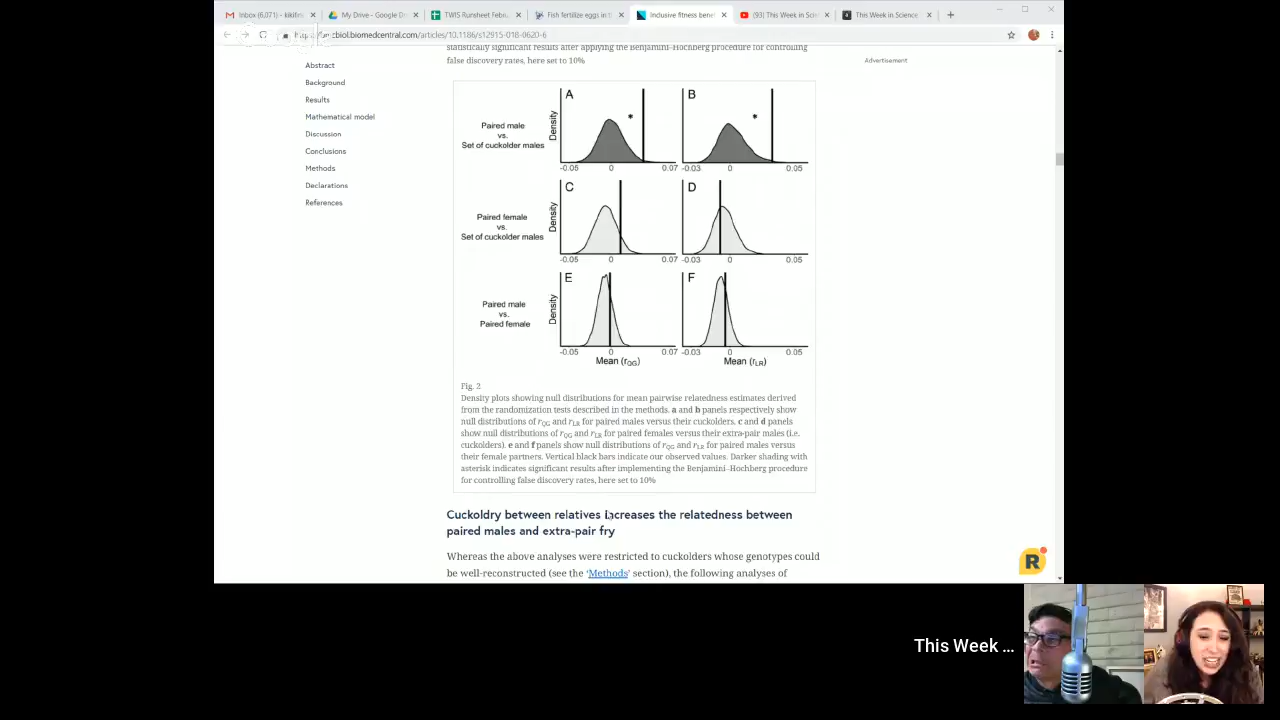 Inbox (6,071) - kikifin
My Drive - Google Dr
TWIS Runsheet Febru
Fish fertilize eggs in t
Inclusive fitness bene
(93) This Week in Sc
This Week in Science
biol.biomedcentral.com/articles/10.1186/s12915-018-0620-6
Abstract
Background
Results
Mathematical model
Discussion
Conclusions
Methods
Declarations
References
Advertisement
statistically significant results after applying the Benjamini–Hochberg procedure for controlling
false discovery rates, here set to 10%
A
B
Paired male
vs.
Set of cuckolder males
Density
*
*
-0.05 0 0.07
-0.03 0 0.05
C
D
Paired female
vs.
Set of cuckolder males
Density
-0.05 0 0.07
-0.03 0 0.05
E
F
Paired male
vs.
Paired female
Density
-0.05 0 0.07
-0.03 0 0.05
Mean (rQG)
Mean (rLR)
Fig. 2
Density plots showing null distributions for mean pairwise relatedness estimates derived
from the randomization tests described in the methods. a and b panels respectively show
null distributions of rQG and rLR for paired males versus their cuckolders. c and d panels
show null distributions of rQG and rLR for paired females versus their extra-pair males (i.e.
cuckolders). e and f panels show null distributions of rQG and rLR for paired males versus
their female partners. Vertical black bars indicate our observed values. Darker shading with
asterisk indicates significant results after implementing the Benjamini–Hochberg procedure
for controlling false discovery rates, here set to 10%
Cuckoldry between relatives increases the relatedness between
paired males and extra-pair fry
Whereas the above analyses were restricted to cuckolders whose genotypes could
be well-reconstructed (see the ‘Methods’ section), the following analyses of
R
This Week ...